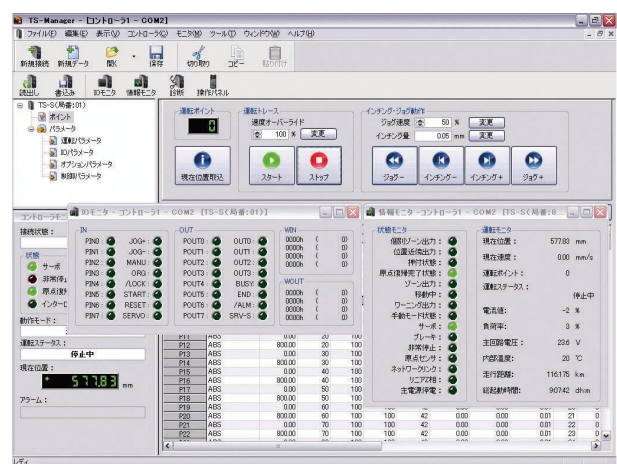 TS-Manager - [コントローラ1 - COM2]
ファイル(F) 編集(E) 表示(V) コントローラ(C) モニタ(M) ツール(T) ウィンドウ(W) ヘルプ(H)
新規接続 新規データ 開く 保存 切り取り コピー 貼り付け
読出し 書込み IOモニタ 情報モニタ 診断 操作パネル
TS-S(局番:01)
ポイント
パラメータ
運転パラメータ
IOパラメータ
オプションパラメータ
制御パラメータ
運転ポイント
0
現在位置取込
運転トレース
速度オーバーライド
100 % 変更
スタート ストップ
インチング・ジョグ動作
ジョグ速度 50 % 変更
インチング量 0.05 mm 変更
ジョグ- インチング- インチング+ ジョグ+
コントローラモニ
接続状態 :
状態
サーボ
非常停止
原点復帰
インターロ
動作モード :
運転ステータス :
停止中
現在位置 :
577.83 mm
アラーム :
IOモニタ - コントローラ1 - COM2 [TS-S(局番:01)]
IN
PIN0 : JOG+ :
PIN1 : JOG- :
PIN2 : MANU :
PIN3 : ORG :
PIN4 : /LOCK :
PIN5 : START :
PIN6 : RESET :
PIN7 : SERVO :
OUT
POUT0 : OUT0 :
POUT1 : OUT1 :
POUT2 : OUT2 :
POUT3 : OUT3 :
POUT4 : BUSY :
POUT5 : END :
POUT6 : /ALM :
POUT7 : SRV-S :
WIN
0000h ( 0)
0000h ( 0)
0000h ( 0)
0000h ( 0)
WOUT
0000h ( 0)
0000h ( 0)
0000h ( 0)
0000h ( 0)
情報モニタ - コントローラ1 - COM2 [TS-S(局番:0...
状態モニタ
個別ゾーン出力 :
位置近傍出力 :
押付状態 :
原点復帰完了状態 :
ゾーン出力 :
移動中 :
ワーニング出力 :
手動モード状態 :
サーボ :
ブレーキ :
非常停止 :
原点センサ :
ネットワークリンク :
リニアZ相 :
主電源停電 :
運転モニタ
現在位置 : 577.83 mm
現在速度 : 0.00 mm/s
運転ポイント : 0
運転ステータス :
停止中
電流値 : -2 %
負荷率 : 3 %
主回路電圧 : 23.6 V
内部温度 : 20 ℃
走行距離 : 116.175 km
総起動時間 : 907:42 dh:m
P11 ABS 0.00 20 100
P12 ABS 800.00 20 100
P13 ABS 0.00 30 100
P14 ABS 800.00 30 100
P15 ABS 0.00 40 100
P16 ABS 800.00 40 100
P17 ABS 0.00 50 100
P18 ABS 800.00 50 100
P19 ABS 0.00 60 100
P20 ABS 800.00 60 100 100 42 0.00 0.00 0.01 21 0
P21 ABS 0.00 70 100 100 42 0.00 0.00 0.01 22 0
P22 ABS 800.00 70 100 100 42 0.00 0.00 0.01 23 0
レディ